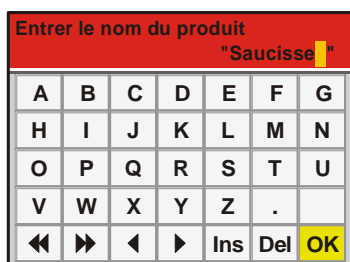 Entrer le nom du produit
"Saucisse "
A B C D E F G
H I J K L M N
O P Q R S T U
V W X Y Z .
Ins Del OK